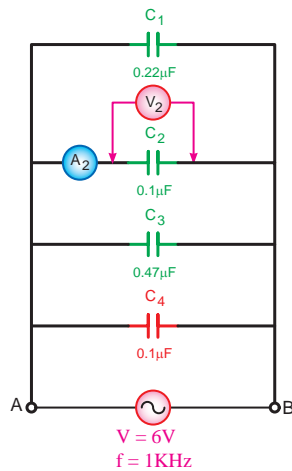 C1
0.22μF
V2
A2
C2
0.1μF
C3
0.47μF
C4
0.1μF
A
B
V = 6V
f = 1KHz